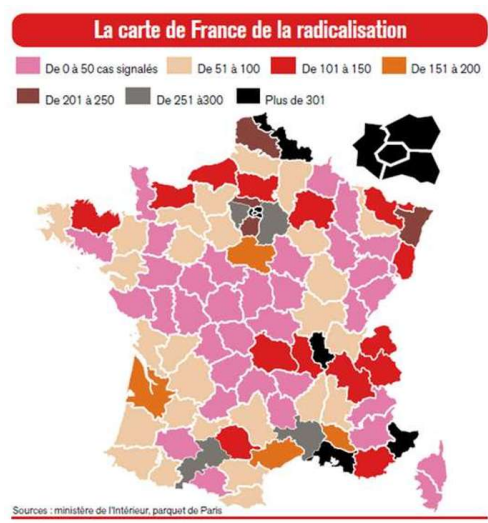 La carte de France de la radicalisation
De 0 à 50 cas signalés De 51 à 100 De 101 à 150 De 151 à 200
De 201 à 250 De 251 à300 Plus de 301
Sources : ministère de l'Intérieur, parquet de Paris